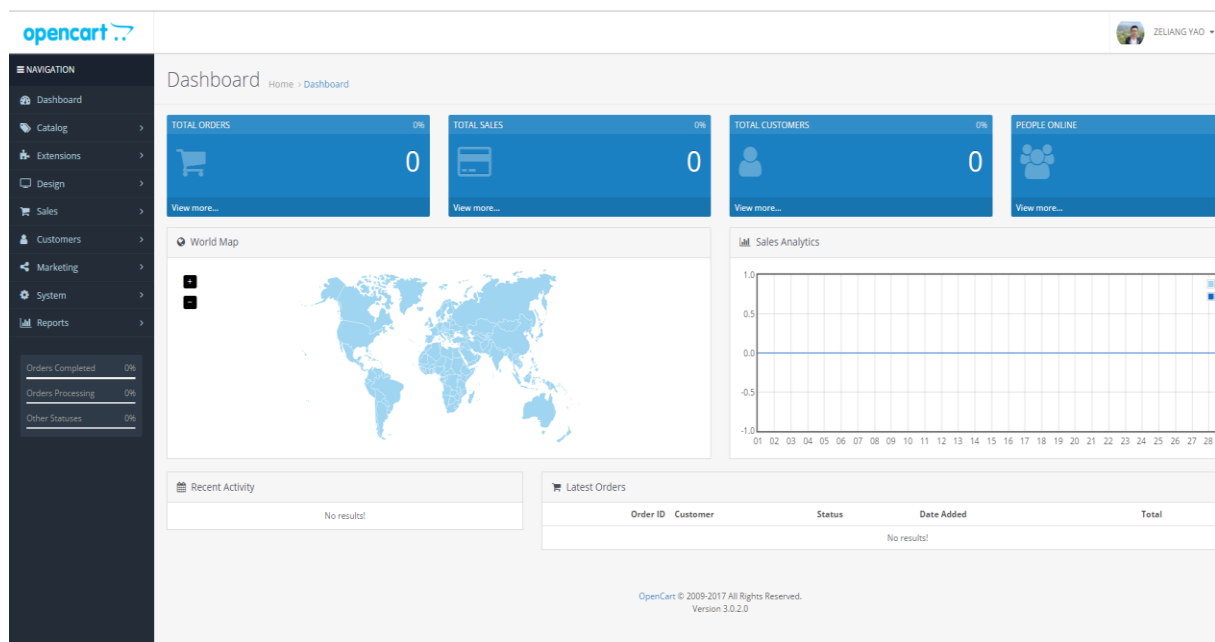 opencart
ZELIANG YAO
NAVIGATION
Dashboard
Catalog
Extensions
Design
Sales
Customers
Marketing
System
Reports
Orders Completed 0%
Orders Processing 0%
Other Statuses 0%
Dashboard Home › Dashboard
TOTAL ORDERS 0%
0
View more...
TOTAL SALES 0%
0
View more...
TOTAL CUSTOMERS 0%
0
View more...
PEOPLE ONLINE
View more...
World Map
+
-
Sales Analytics
1.0
0.5
0.0
-0.5
-1.0
01 02 03 04 05 06 07 08 09 10 11 12 13 14 15 16 17 18 19 20 21 22 23 24 25 26 27 28
Recent Activity
No results!
Latest Orders
Order ID Customer Status Date Added Total
No results!
OpenCart © 2009-2017 All Rights Reserved.
Version 3.0.2.0